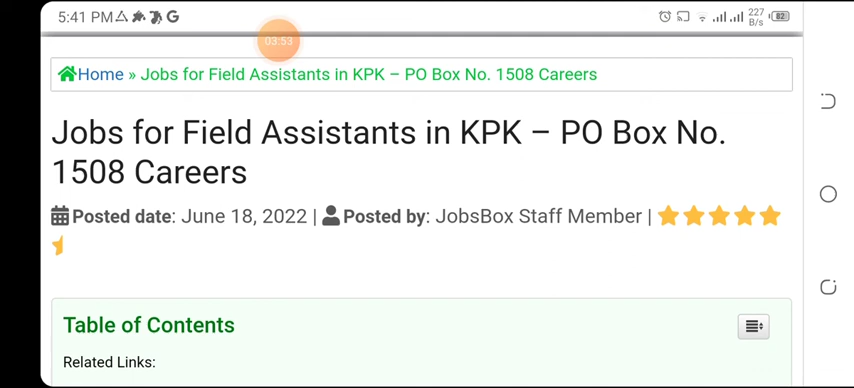 5:41 PM
227
B/s
82
03:53
Home » Jobs for Field Assistants in KPK – PO Box No. 1508 Careers
Jobs for Field Assistants in KPK – PO Box No.
1508 Careers
Posted date: June 18, 2022 | Posted by: JobsBox Staff Member |
Table of Contents
Related Links: